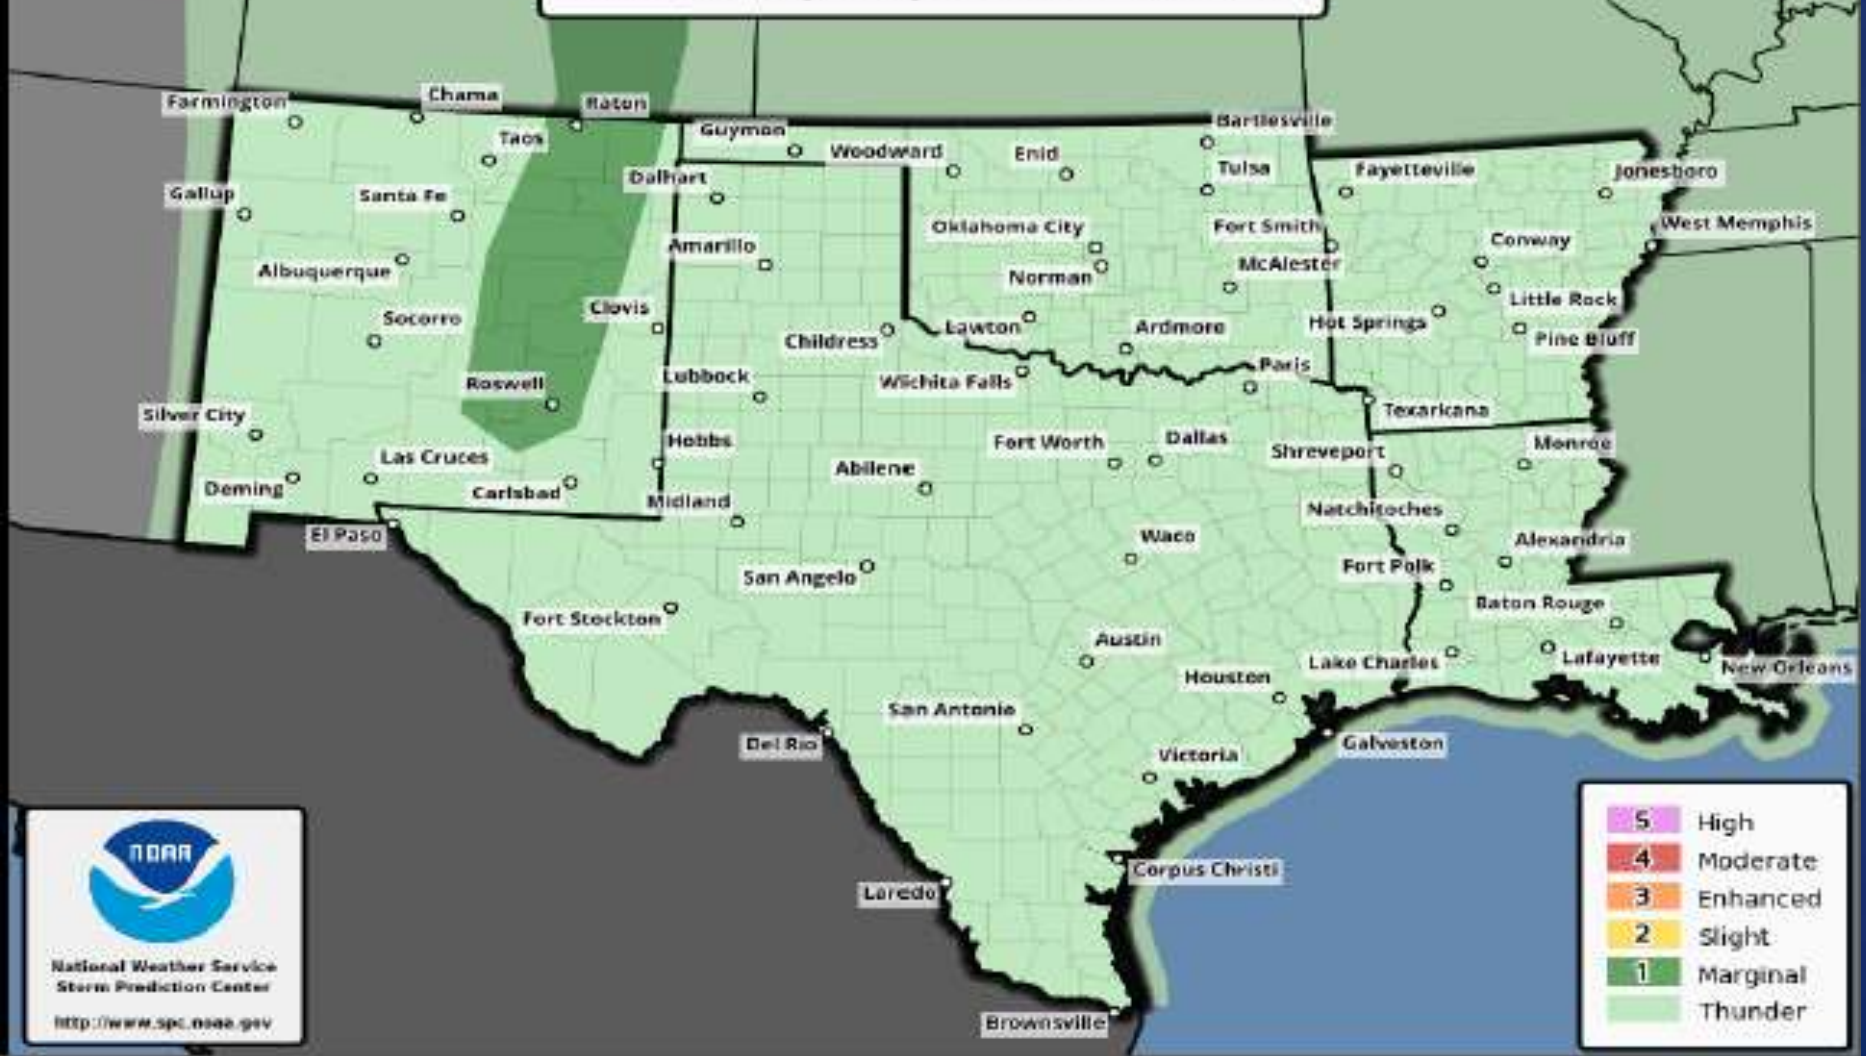 Farmington
Chama
Raton
Taos
Guymon
Bartlesville
Woodward
Enid
Tulsa
Fayetteville
Jonesboro
Dalhart
Gallup
Santa Fe
Oklahoma City
Fort Smith
West Memphis
Amarillo
Conway
Albuquerque
Norman
McAlester
Clovis
Little Rock
Socorro
Childress
Lawton
Ardmore
Hot Springs
Pine Bluff
Roswell
Lubbock
Wichita Falls
Paris
Silver City
Texarkana
Hobbs
Fort Worth
Dallas
Shreveport
Monroe
Las Cruces
Abilene
Deming
Carlsbad
Midland
Natchitoches
El Paso
Waco
Alexandria
San Angelo
Fort Polk
Fort Stockton
Baton Rouge
Austin
Lake Charles
Lafayette
New Orleans
Houston
San Antonio
Del Rio
Victoria
Galveston
Corpus Christi
Laredo
Brownsville
NOAA
National Weather Service
Storm Prediction Center
http://www.spc.noaa.gov
5 High
4 Moderate
3 Enhanced
2 Slight
1 Marginal
Thunder